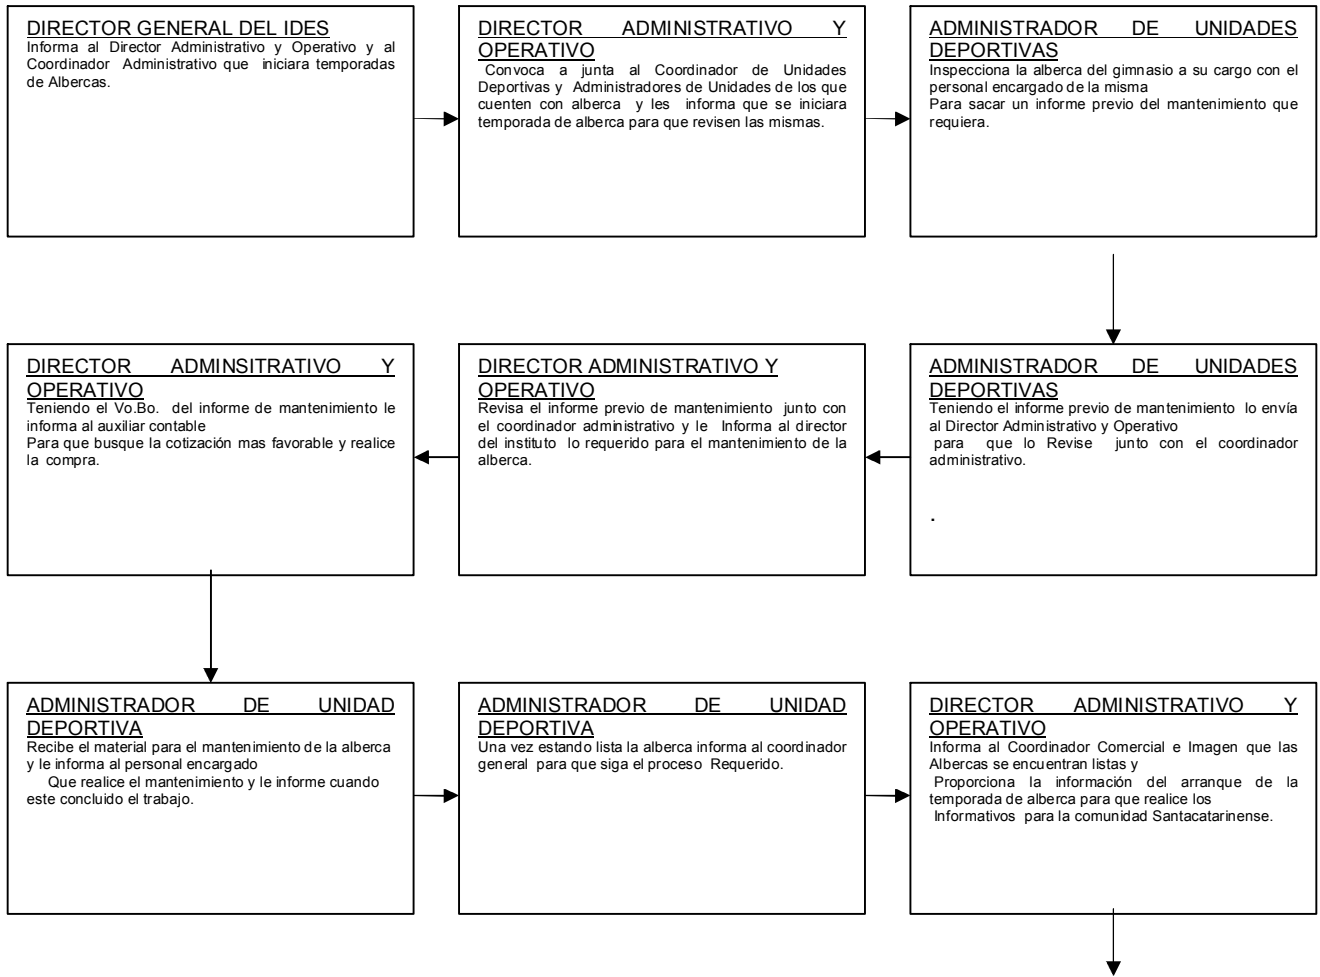 DIRECTOR GENERAL DEL IDES
Informa al Director Administrativo y Operativo y al
Coordinador Administrativo que iniciara temporadas
de Albercas.
DIRECTOR ADMINISTRATIVO Y
OPERATIVO
Convoca a junta al Coordinador de Unidades
Deportivas y Administradores de Unidades de los que
cuenten con alberca y les informa que se iniciara
temporada de alberca para que revisen las mismas.
ADMINISTRADOR DE UNIDADES
DEPORTIVAS
Inspecciona la alberca del gimnasio a su cargo con el
personal encargado de la misma
Para sacar un informe previo del mantenimiento que
requiera.
DIRECTOR ADMINSITRATIVO Y
OPERATIVO
Teniendo el Vo.Bo. del informe de mantenimiento le
informa al auxiliar contable
Para que busque la cotización mas favorable y realice
la compra.
DIRECTOR ADMINISTRATIVO Y
OPERATIVO
Revisa el informe previo de mantenimiento junto con
el coordinador administrativo y le Informa al director
del instituto lo requerido para el mantenimiento de la
alberca.
ADMINISTRADOR DE UNIDADES
DEPORTIVAS
Teniendo el informe previo de mantenimiento lo envía
al Director Administrativo y Operativo
para que lo Revise junto con el coordinador
administrativo.
.
ADMINISTRADOR DE UNIDAD
DEPORTIVA
Recibe el material para el mantenimiento de la alberca
y le informa al personal encargado
Que realice el mantenimiento y le informe cuando
este concluido el trabajo.
ADMINISTRADOR DE UNIDAD
DEPORTIVA
Una vez estando lista la alberca informa al coordinador
general para que siga el proceso Requerido.
DIRECTOR ADMINISTRATIVO Y
OPERATIVO
Informa al Coordinador Comercial e Imagen que las
Albercas se encuentran listas y
Proporciona la información del arranque de la
temporada de alberca para que realice los
Informativos para la comunidad Santacatarinense.